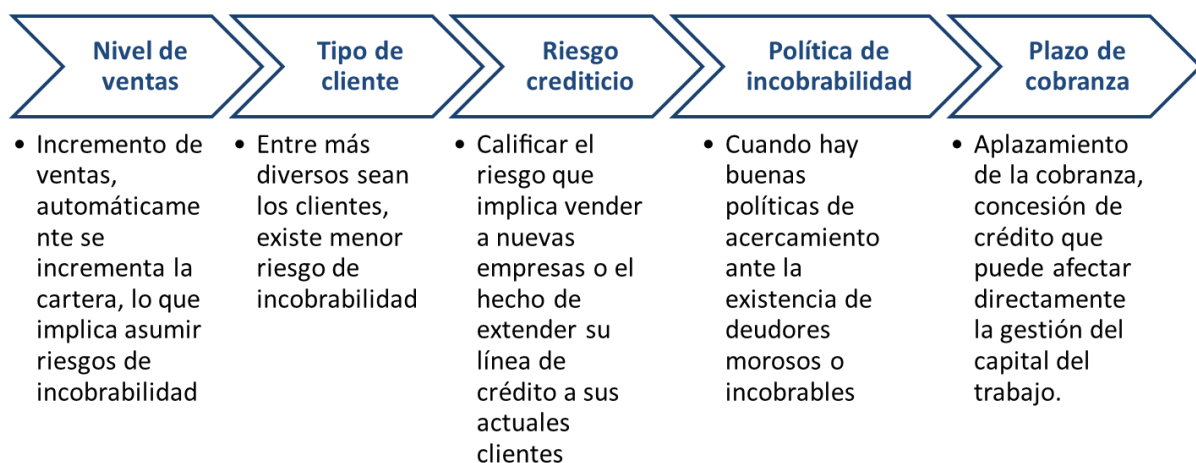 Nivel de
ventas
• Incremento de
ventas,
automáticame
nte se
incrementa la
cartera, lo que
implica asumir
riesgos de
incobrabilidad
Tipo de
cliente
• Entre más
diversos sean
los clientes,
existe menor
riesgo de
incobrabilidad
Riesgo
crediticio
• Calificar el
riesgo que
implica vender
a nuevas
empresas o el
hecho de
extender su
línea de
crédito a sus
actuales
clientes
Política de
incobrabilidad
• Cuando hay
buenas
políticas de
acercamiento
ante la
existencia de
deudores
morosos o
incobrables
Plazo de
cobranza
• Aplazamiento
de la cobranza,
concesión de
crédito que
puede afectar
directamente
la gestión del
capital del
trabajo.